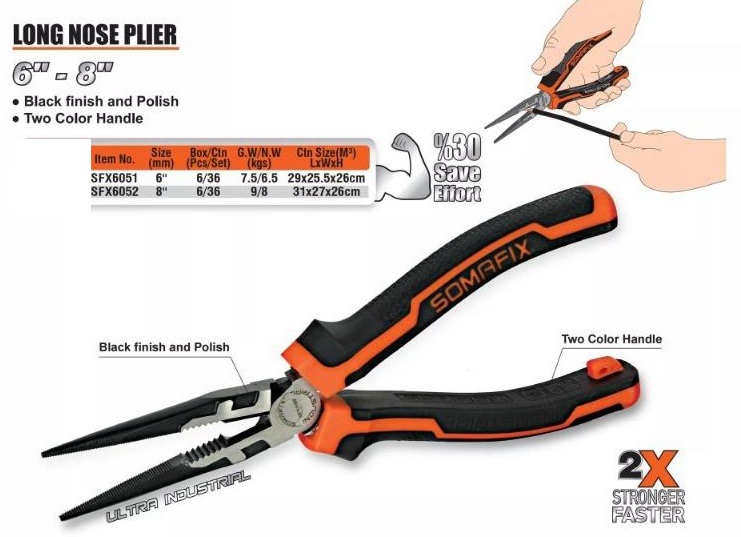 LONG NOSE PLIER
6" - 8"
• Black finish and Polish
• Two Color Handle
Item No. Size (mm) Box/Ctn (Pcs/Set) G.W/N.W (kgs) Ctn Size(M³) LxWxH
SFX6051 6" 6/36 7.5/6.5 29x25.5x26cm
SFX6052 8" 6/36 9/8 31x27x26cm
%30
Save
Effort
SOMAFIX
SOMAFIX
Black finish and Polish
Two Color Handle
ULTRA INDUSTRIAL
2X
STRONGER
FASTER